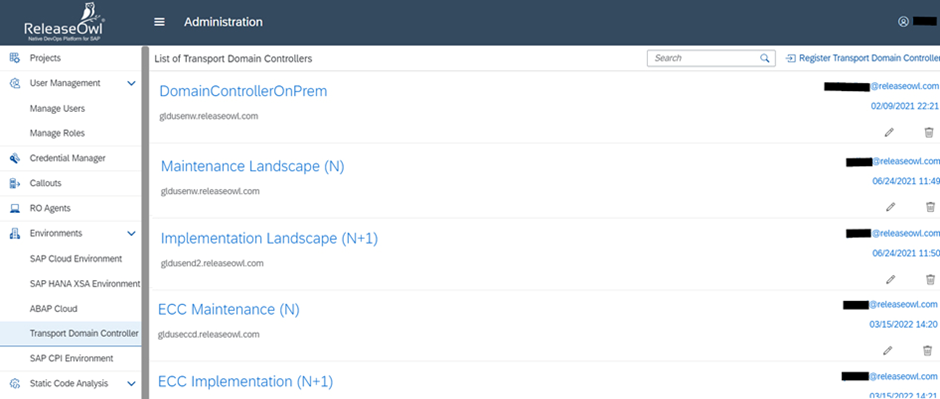 ReleaseOwl
Native DevOps Platform for SAP
Administration
Projects
User Management
Manage Users
Manage Roles
Credential Manager
Callouts
RO Agents
Environments
SAP Cloud Environment
SAP HANA XSA Environment
ABAP Cloud
Transport Domain Controller
SAP CPI Environment
Static Code Analysis
List of Transport Domain Controllers
Search
Register Transport Domain Controller
DomainControllerOnPrem
@releaseowl.com
gldusenw.releaseowl.com
02/09/2021 22:21
Maintenance Landscape (N)
@releaseowl.com
gldusenw.releaseowl.com
06/24/2021 11:49
Implementation Landscape (N+1)
@releaseowl.com
gldusend2.releaseowl.com
06/24/2021 11:50
ECC Maintenance (N)
@releaseowl.com
glduseccd.releaseowl.com
03/15/2022 14:20
ECC Implementation (N+1)
@releaseowl.com
03/15/2022 14:21